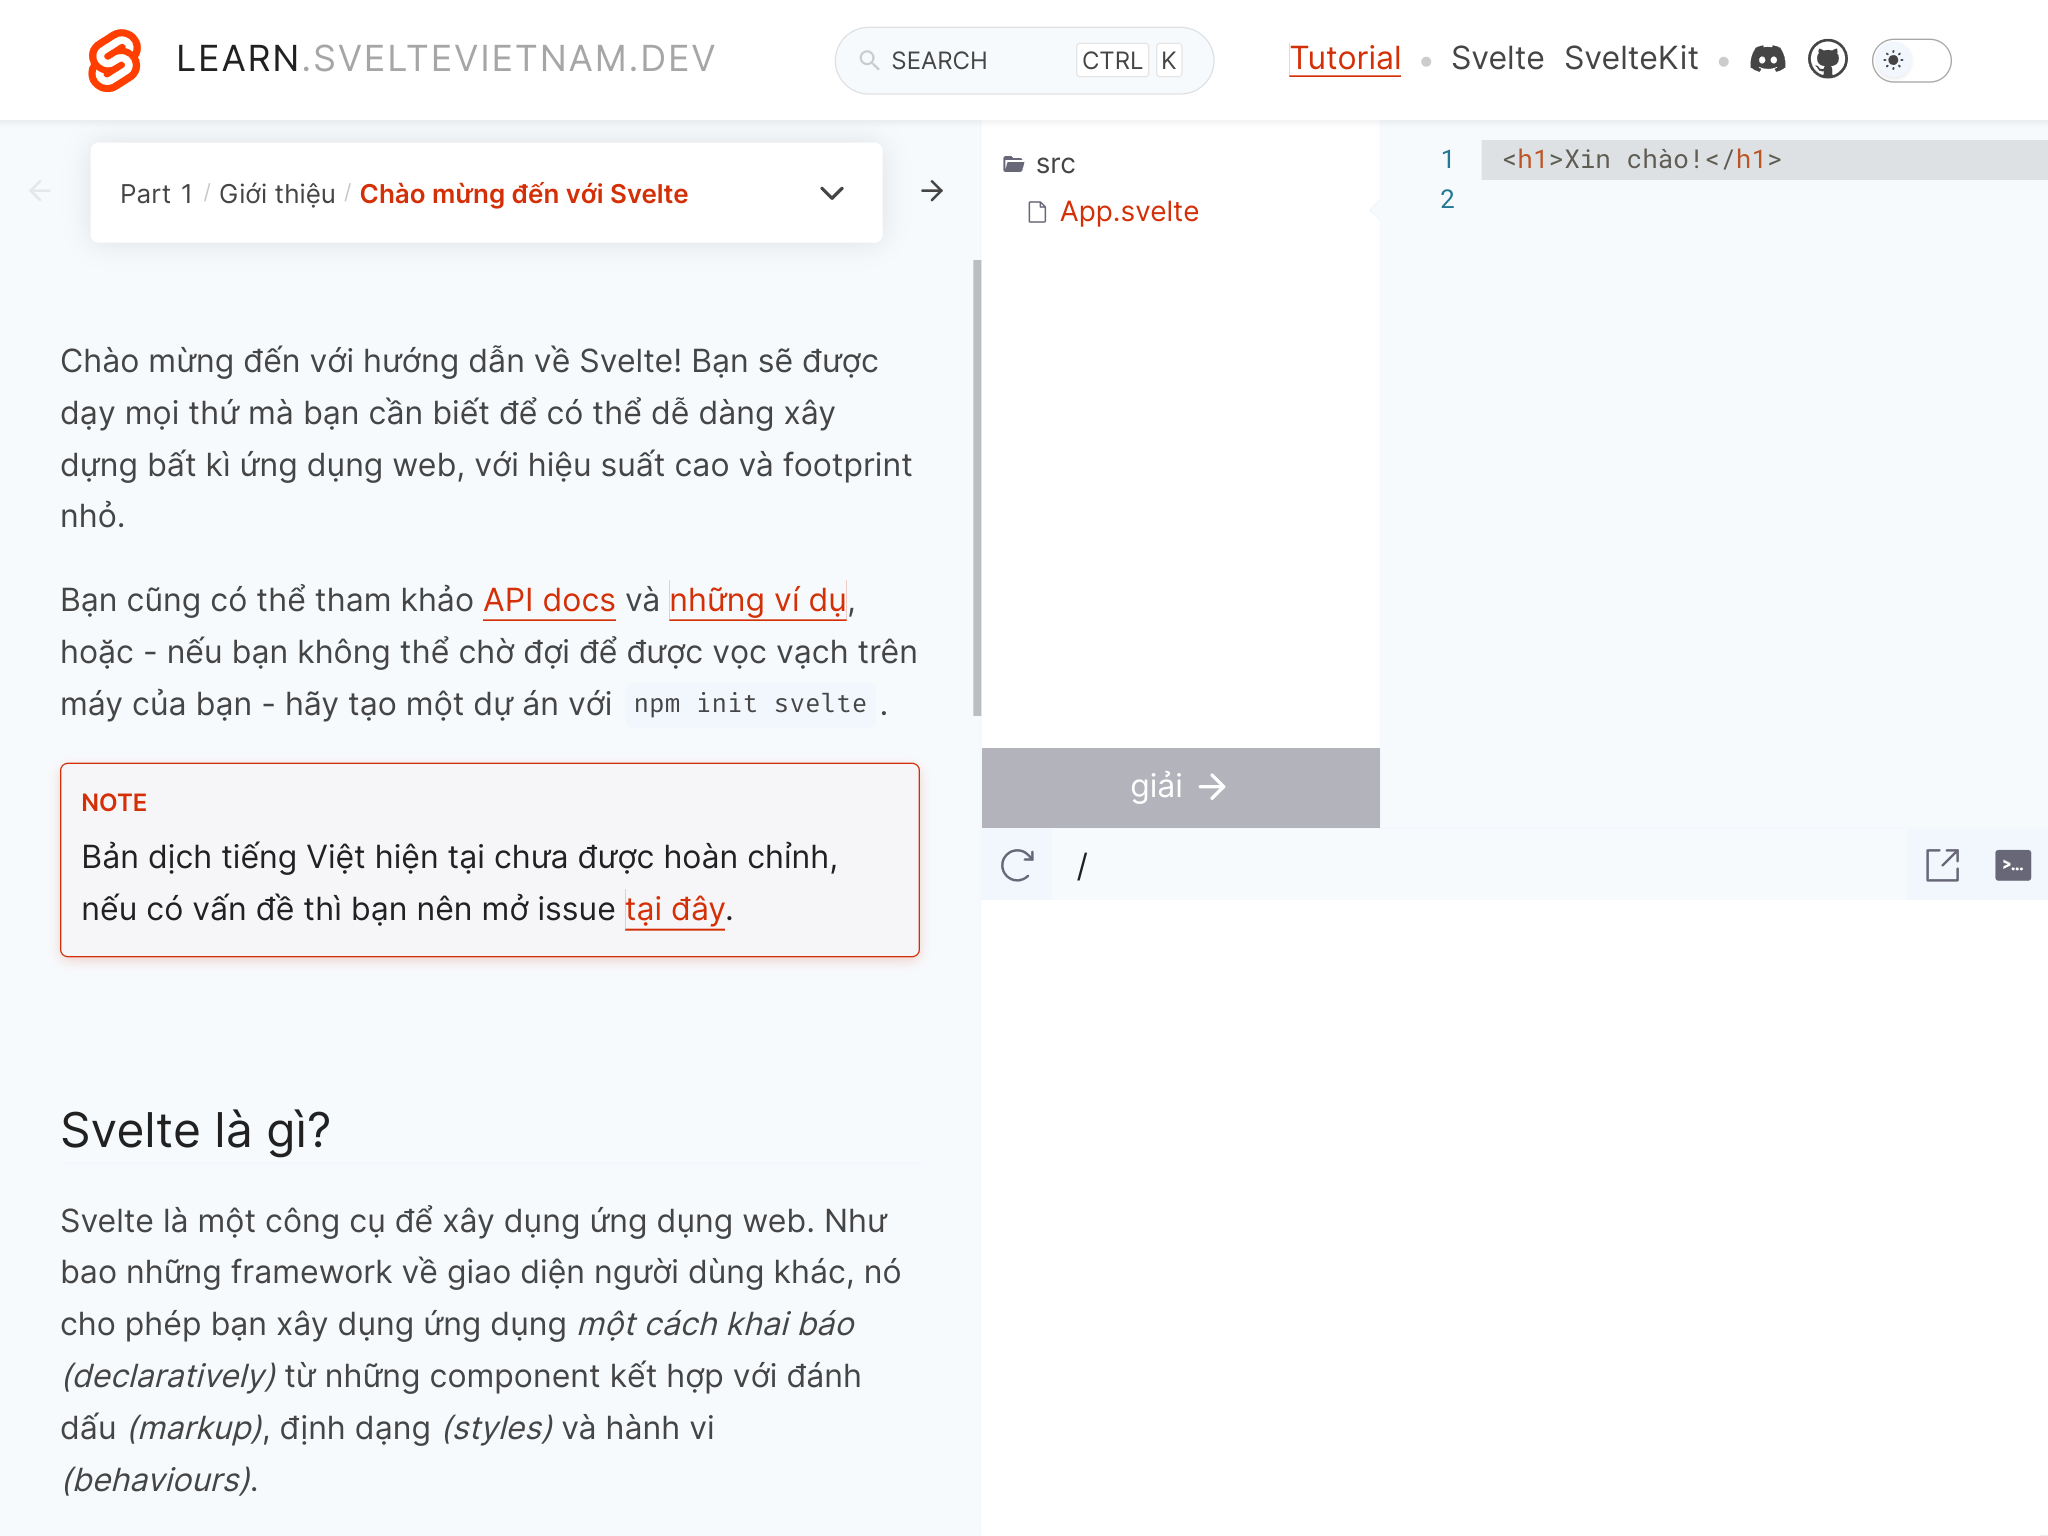 LEARN.SVELTEVIETNAM.DEV
SEARCH CTRL K
Tutorial • Svelte SvelteKit •
Part 1 / Giới thiệu / Chào mừng đến với Svelte
Chào mừng đến với hướng dẫn về Svelte! Bạn sẽ được
dạy mọi thứ mà bạn cần biết để có thể dễ dàng xây
dựng bất kì ứng dụng web, với hiệu suất cao và footprint
nhỏ.
Bạn cũng có thể tham khảo API docs và những ví dụ,
hoặc - nếu bạn không thể chờ đợi để được vọc vạch trên
máy của bạn - hãy tạo một dự án với npm init svelte .
NOTE
Bản dịch tiếng Việt hiện tại chưa được hoàn chỉnh,
nếu có vấn đề thì bạn nên mở issue tại đây.
Svelte là gì?
Svelte là một công cụ để xây dụng ứng dụng web. Như
bao những framework về giao diện người dùng khác, nó
cho phép bạn xây dụng ứng dụng một cách khai báo
(declaratively) từ những component kết hợp với đánh
dấu (markup), định dạng (styles) và hành vi
(behaviours).
src
App.svelte
giải →
1 <h1>Xin chào!</h1>
2
/